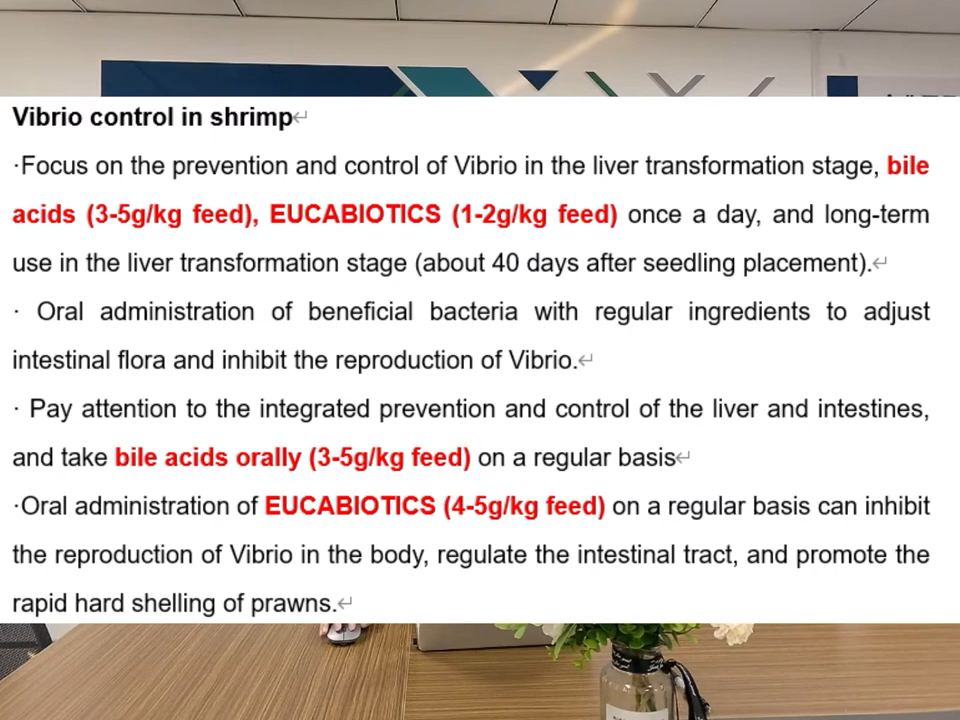 Vibrio control in shrimp↵
·Focus on the prevention and control of Vibrio in the liver transformation stage, bile
acids (3-5g/kg feed), EUCABIOTICS (1-2g/kg feed) once a day, and long-term
use in the liver transformation stage (about 40 days after seedling placement).↵
· Oral administration of beneficial bacteria with regular ingredients to adjust
intestinal flora and inhibit the reproduction of Vibrio.↵
· Pay attention to the integrated prevention and control of the liver and intestines,
and take bile acids orally (3-5g/kg feed) on a regular basis↵
·Oral administration of EUCABIOTICS (4-5g/kg feed) on a regular basis can inhibit
the reproduction of Vibrio in the body, regulate the intestinal tract, and promote the
rapid hard shelling of prawns.↵